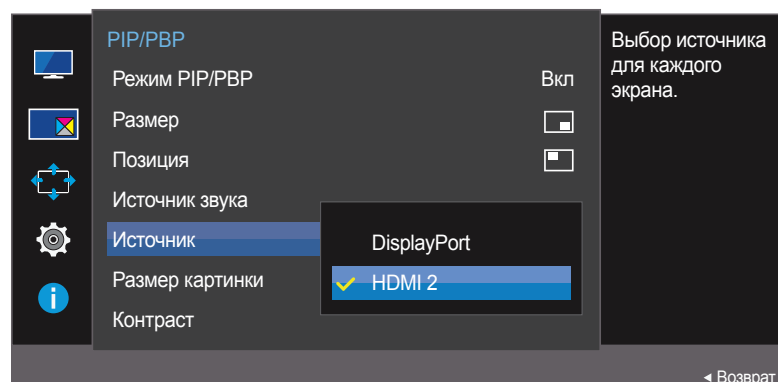 PIP/PBP
Режим PIP/PBP Вкл
Размер
Позиция
Источник звука
Источник
Размер картинки
Контраст
DisplayPort
HDMI 2
Выбор источника
для каждого
экрана.
Возврат